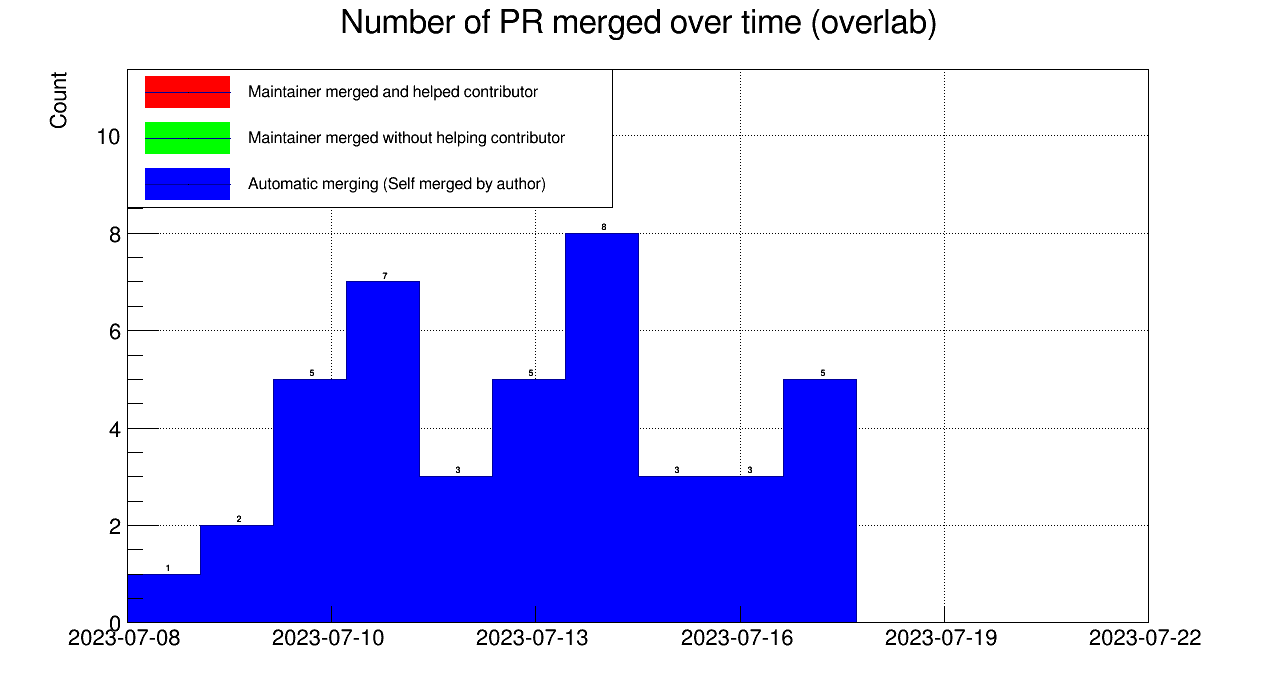 Number of PR merged over time (overlab)
Count
Maintainer merged and helped contributor
Maintainer merged without helping contributor
Automatic merging (Self merged by author)
10
8
6
4
2
0
1
2
5
7
3
5
8
3
3
5
2023-07-08 2023-07-10 2023-07-13 2023-07-16 2023-07-19 2023-07-22